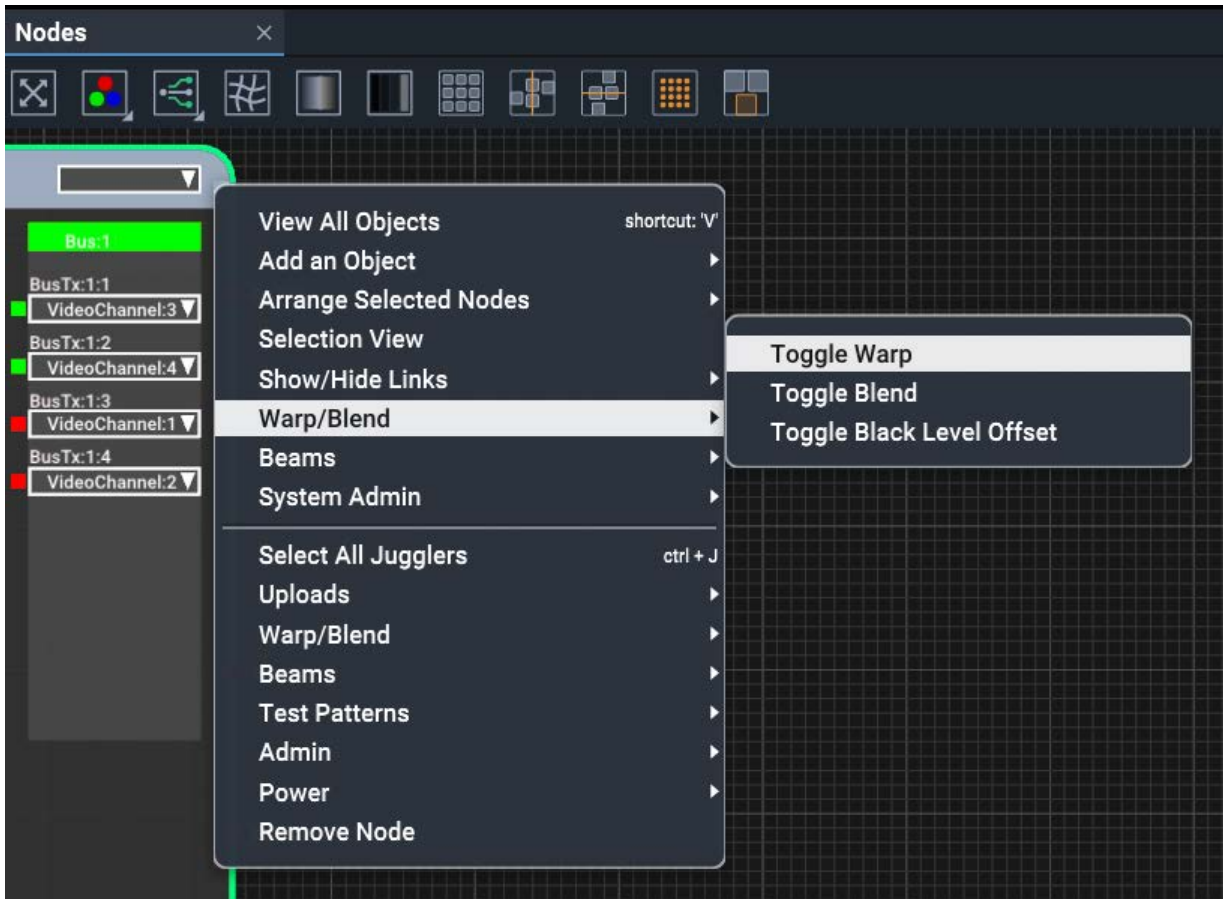 Nodes
Bus:1
BusTx:1:1
VideoChannel:3
BusTx:1:2
VideoChannel:4
BusTx:1:3
VideoChannel:1
BusTx:1:4
VideoChannel:2
View All Objects shortcut: 'V'
Add an Object
Arrange Selected Nodes
Selection View
Show/Hide Links
Warp/Blend
Beams
System Admin
Select All Jugglers ctrl + J
Uploads
Warp/Blend
Beams
Test Patterns
Admin
Power
Remove Node
Toggle Warp
Toggle Blend
Toggle Black Level Offset